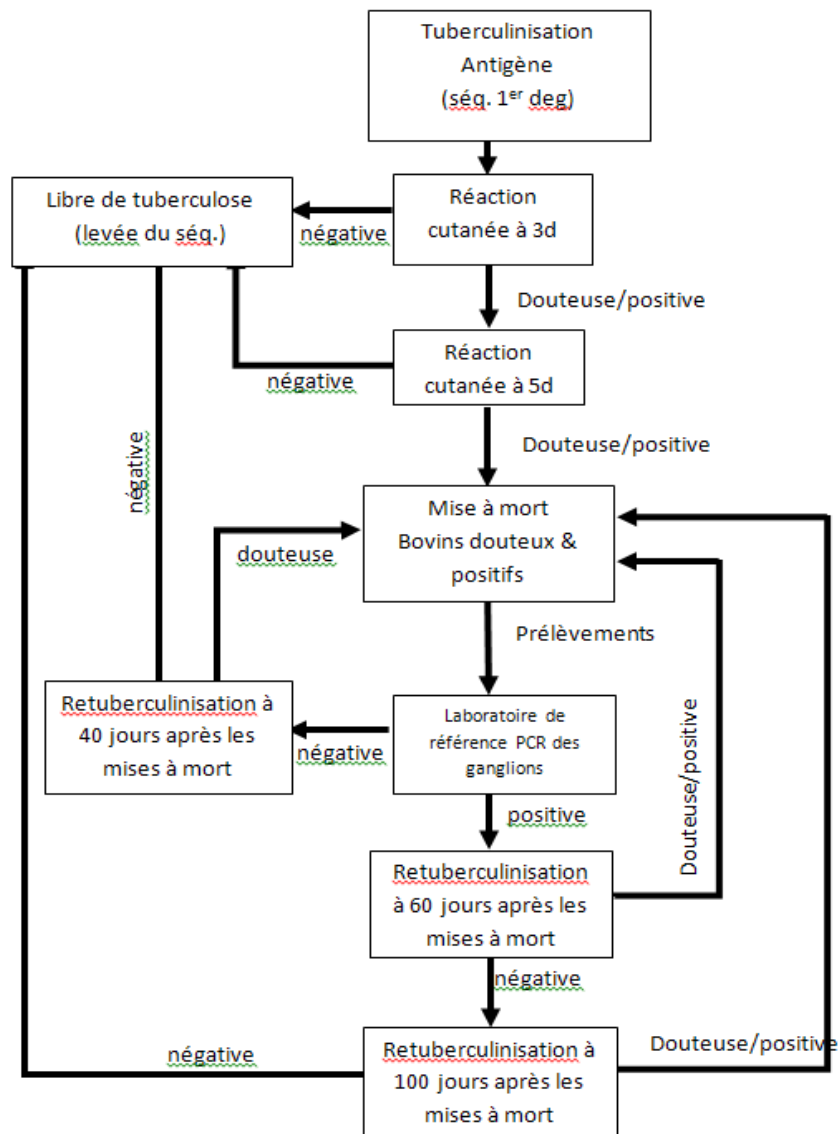 Tuberculinisation
Antigène
(séq. 1er deg)
Libre de tuberculose
(levée du séq.)
négative
Réaction
cutanée à 3d
Douteuse/positive
négative
Réaction
cutanée à 5d
Douteuse/positive
négative
douteuse
Mise à mort
Bovins douteux &
positifs
Prélèvements
Retuberculinisation à
40 jours après les
mises à mort
négative
Laboratoire de
référence PCR des
ganglions
Douteuse/positive
positive
Retuberculinisation
à 60 jours après les
mises à mort
négative
négative
Retuberculinisation à
100 jours après les
mises à mort
Douteuse/positive